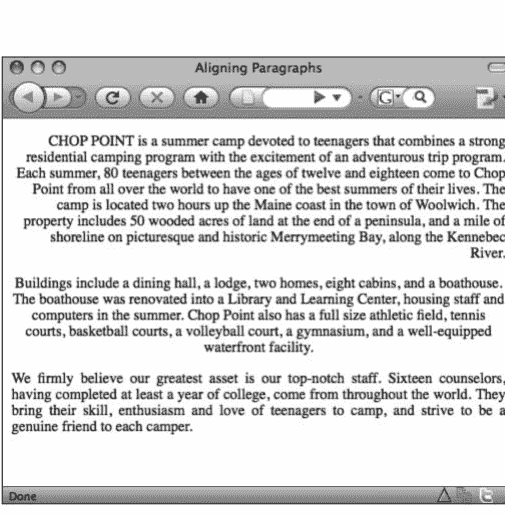 Aligning Paragraphs
G
CHOP POINT is a summer camp devoted to teenagers that combines a strong
residential camping program with the excitement of an adventurous trip program.
Each summer, 80 teenagers between the ages of twelve and eighteen come to Chop
Point from all over the world to have one of the best summers of their lives. The
camp is located two hours up the Maine coast in the town of Woolwich. The
property includes 50 wooded acres of land at the end of a peninsula, and a mile of
shoreline on picturesque and historic Merrymeeting Bay, along the Kennebec
River.
Buildings include a dining hall, a lodge, two homes, eight cabins, and a boathouse.
The boathouse was renovated into a Library and Learning Center, housing staff and
computers in the summer. Chop Point also has a full size athletic field, tennis
courts, basketball courts, a volleyball court, a gymnasium, and a well-equipped
waterfront facility.
We firmly believe our greatest asset is our top-notch staff. Sixteen counselors,
having completed at least a year of college, come from throughout the world. They
bring their skill, enthusiasm and love of teenagers to camp, and strive to be a
genuine friend to each camper.
Done